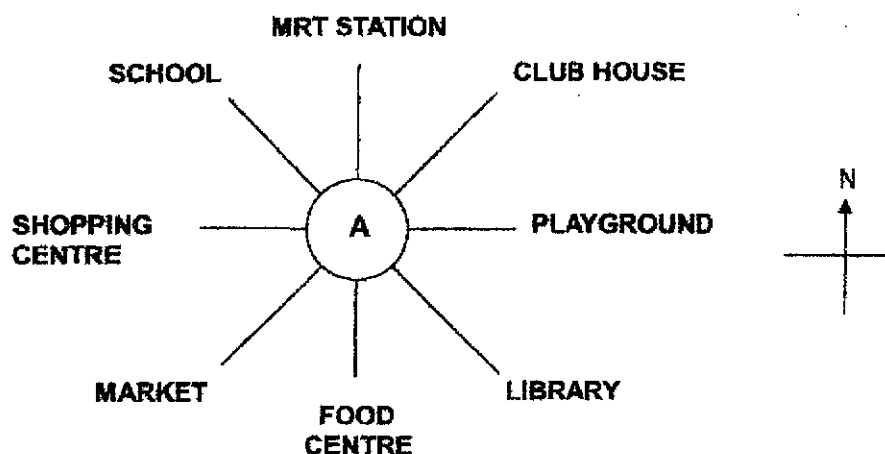 MRT STATION
SCHOOL
CLUB HOUSE
A
N
SHOPPING
CENTRE
PLAYGROUND
MARKET
LIBRARY
FOOD
CENTRE